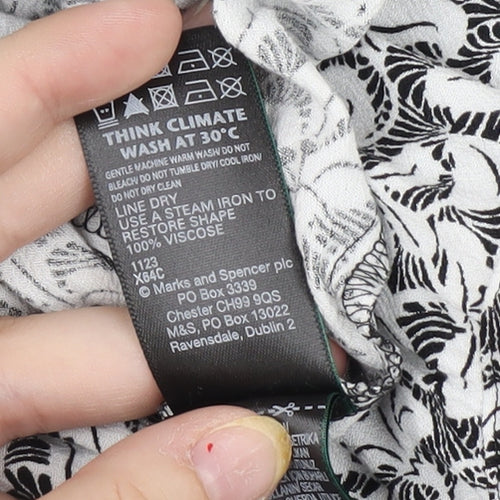 THINK CLIMATE
WASH AT 30°C
GENTLE MACHINE WARM WASH/ DO NOT
BLEACH/ DO NOT TUMBLE DRY/ COOL IRON/
DO NOT DRY CLEAN
LINE DRY
USE A STEAM IRON TO
RESTORE SHAPE
100% VISCOSE
1123
X64C
© Marks and Spencer plc
PO Box 3339
Chester CH99 9QS
M&S, PO Box 13022
Ravensdale, Dublin 2
METRIKA